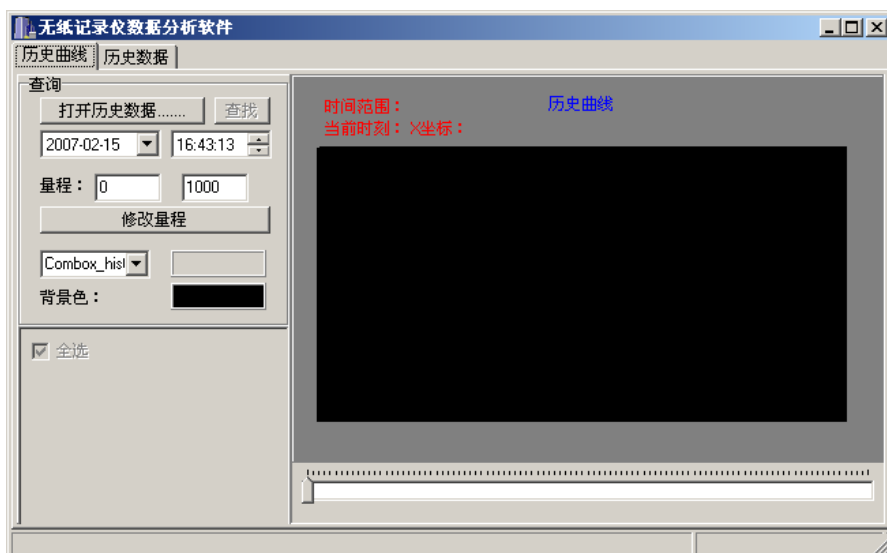 无纸记录仪数据分析软件
历史曲线 历史数据
查询
打开历史数据....... 查找
2007-02-15 16:43:13
量程： 0 1000
修改量程
Combox_hisl
背景色：
全选
时间范围： 历史曲线
当前时刻： X坐标：